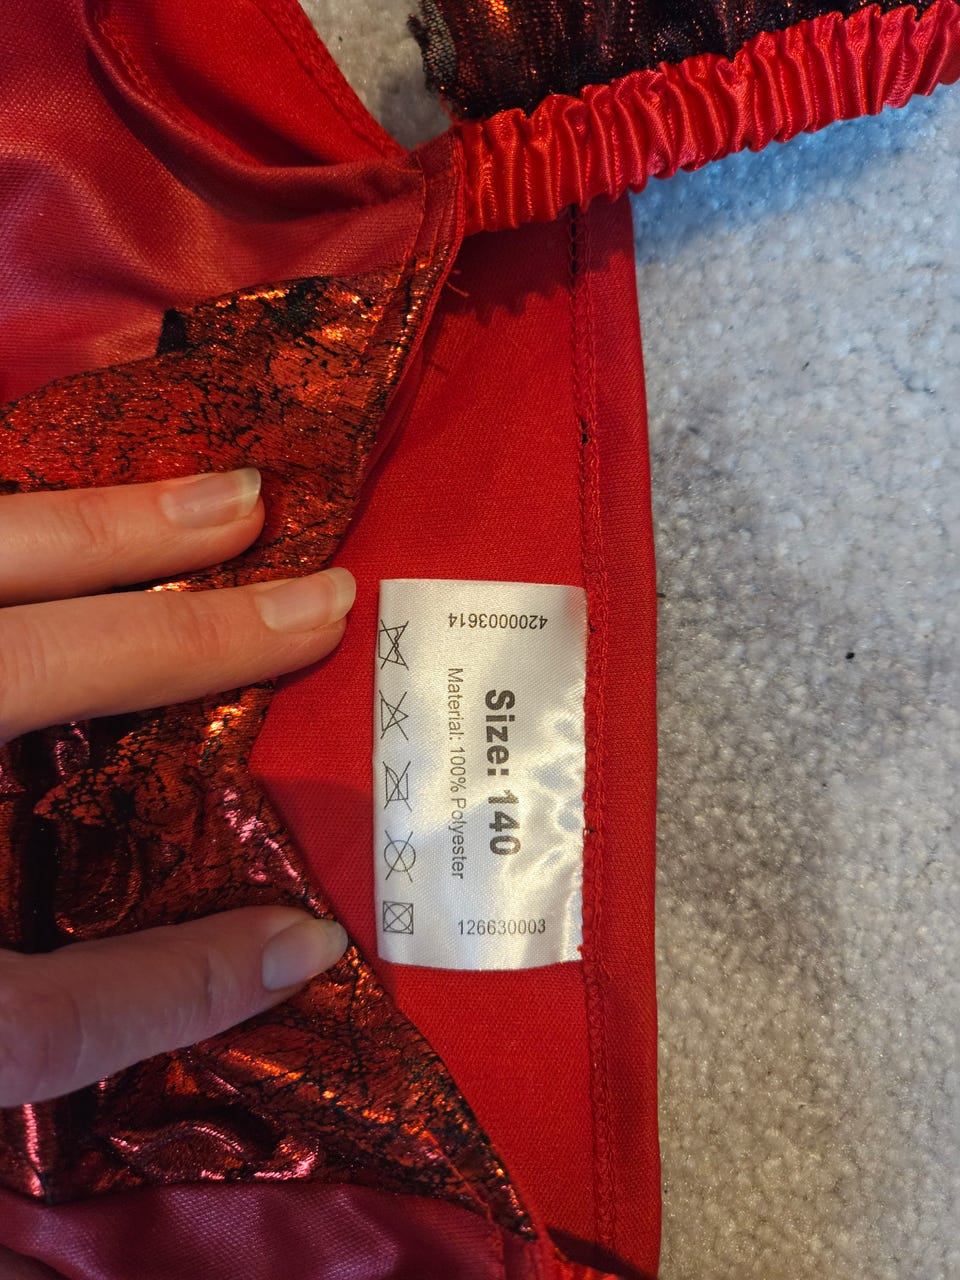 Size: 140
Material: 100% Polyester
126630003
4200003614